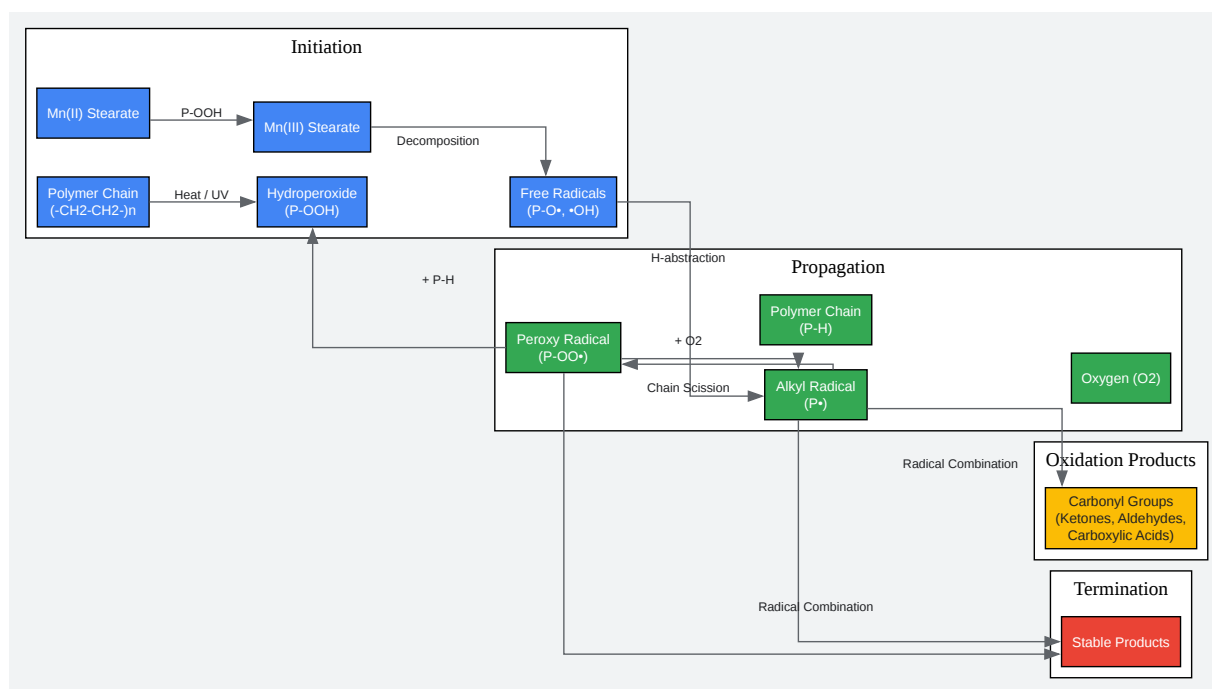 Initiation
Mn(II) Stearate
P-OOH
Mn(III) Stearate
Decomposition
Polymer Chain
(-CH2-CH2-)n
Heat / UV
Hydroperoxide
(P-OOH)
Free Radicals
(P-O•, •OH)
H-abstraction
+ P-H
Propagation
Polymer Chain
(P-H)
Peroxy Radical
(P-OO•)
+ O2
Chain Scission
Alkyl Radical
(P•)
Oxygen (O2)
Radical Combination
Oxidation Products
Carbonyl Groups
(Ketones, Aldehydes,
Carboxylic Acids)
Radical Combination
Termination
Stable Products